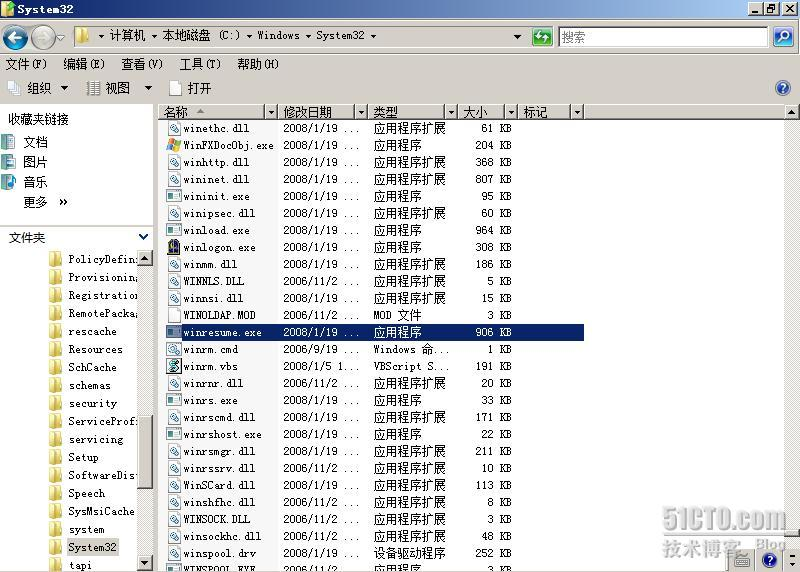 System32
计算机 本地磁盘 (C:) Windows System32 搜索
文件(F) 编辑(E) 查看(V) 工具(T) 帮助(H)
组织 视图 打开
收藏夹链接
文档
图片
音乐
更多 »
文件夹
PolicyDefini
Provisioning
Registration
RemotePacka
rescache
Resources
SchCache
schemas
security
ServiceProfi
servicing
Setup
SoftwareDis
Speech
SysMsiCache
system
System32
tapi
名称 修改日期 类型 大小 标记
winethc.dll 2008/1/19 ... 应用程序扩展 61 KB
WinFXDocObj.exe 2008/1/19 ... 应用程序 204 KB
winhttp.dll 2008/1/19 ... 应用程序扩展 368 KB
wininet.dll 2008/1/19 ... 应用程序扩展 807 KB
wininit.exe 2008/1/19 ... 应用程序 95 KB
winipsec.dll 2008/1/19 ... 应用程序扩展 60 KB
winload.exe 2008/1/19 ... 应用程序 964 KB
winlogon.exe 2008/1/19 ... 应用程序 308 KB
winmm.dll 2008/1/19 ... 应用程序扩展 186 KB
WINNLS.DLL 2006/11/2 ... 应用程序扩展 5 KB
winnsi.dll 2008/1/19 ... 应用程序扩展 15 KB
WINOLDAP.MOD 2006/11/2 ... MOD 文件 3 KB
winresume.exe 2008/1/19 ... 应用程序 906 KB
winrm.cmd 2006/9/19 ... Windows 命... 1 KB
winrm.vbs 2008/1/5 1... VBScript S... 191 KB
winrnr.dll 2006/11/2 ... 应用程序扩展 20 KB
winrs.exe 2008/1/19 ... 应用程序 33 KB
winrscmd.dll 2008/1/19 ... 应用程序扩展 171 KB
winrshost.exe 2008/1/19 ... 应用程序 22 KB
winrsmgr.dll 2008/1/19 ... 应用程序扩展 211 KB
winrssrv.dll 2006/11/2 ... 应用程序扩展 10 KB
WinSCard.dll 2008/1/19 ... 应用程序扩展 113 KB
winshfhc.dll 2006/11/2 ... 应用程序扩展 8 KB
WINSOCK.DLL 2006/11/2 ... 应用程序扩展 3 KB
winsockhc.dll 2006/11/2 ... 应用程序扩展 48 KB
winspool.drv 2008/1/19 ... 设备驱动程序 252 KB
WINSPOOL.EXE 2006/11/2 ... 应用程序 3 KB
51CTO.com
技术博客 Blog